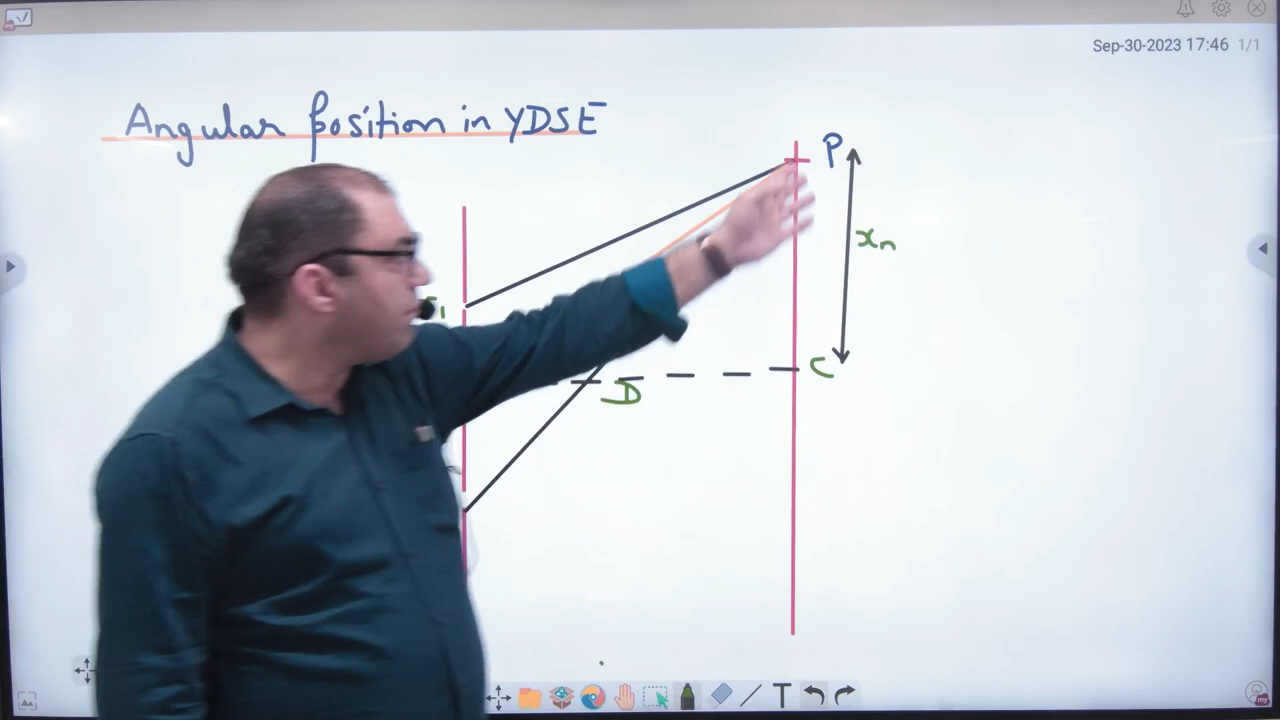 Sep-30-2023 17:46 1/1
Angular position in YDSE
P
xn
C
D